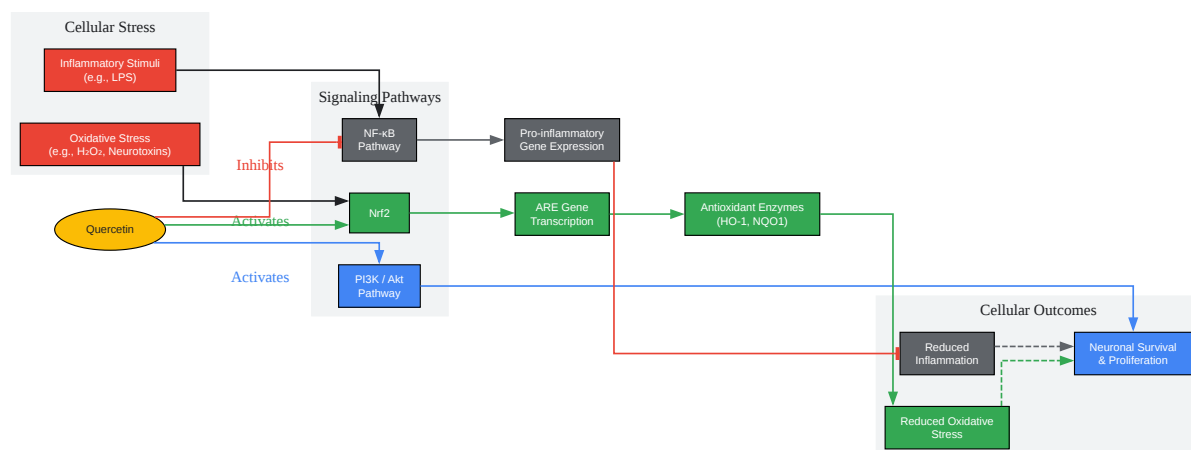 Cellular Stress
Inflammatory Stimuli
(e.g., LPS)
Oxidative Stress
(e.g., H₂O₂, Neurotoxins)
Quercetin
Inhibits
Activates
Activates
Signaling Pathways
NF-κB
Pathway
Nrf2
PI3K / Akt
Pathway
Pro-inflammatory
Gene Expression
ARE Gene
Transcription
Antioxidant Enzymes
(HO-1, NQO1)
Cellular Outcomes
Reduced
Inflammation
Neuronal Survival
& Proliferation
Reduced Oxidative
Stress